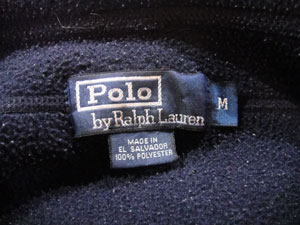 Polo
by Ralph Lauren
M
MADE IN
EL SALVADOR
100% POLYESTER